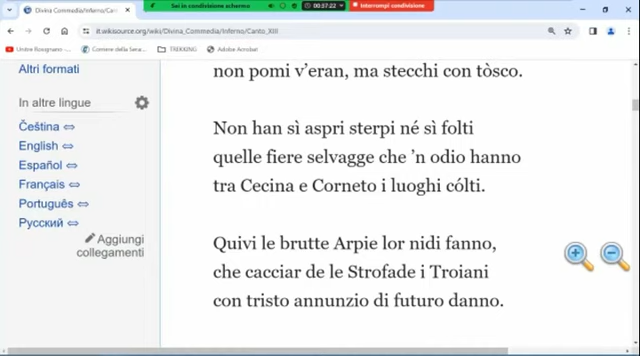 Divina Commedia/Inferno/Canto
Sei in condivisione schermo
00:37:22
Interrompi condivisione
it.wikisource.org/wiki/Divina_Commedia/Inferno/Canto_XIII
Unitre Rosignano
Corriere della Sera
TREKKING
Adobe Acrobat
Altri formati
In altre lingue
Čeština
English
Español
Français
Português
Русский
Aggiungi
collegamenti
non pomi v’eran, ma stecchi con tòsco.
Non han sì aspri sterpi né sì folti
quelle fiere selvagge che ’n odio hanno
tra Cecina e Corneto i luoghi cólti.
Quivi le brutte Arpie lor nidi fanno,
che cacciar de le Strofade i Troiani
con tristo annunzio di futuro danno.